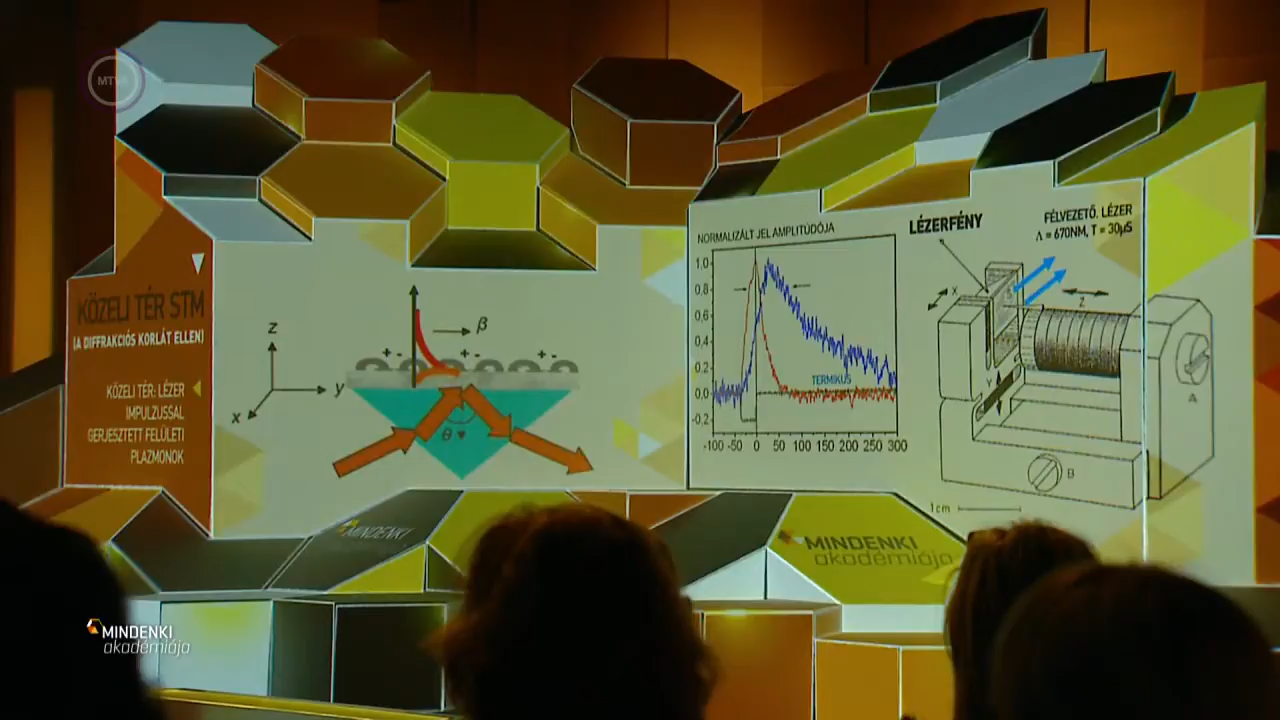 KÖZELI TÉR STM
(A DIFFRAKCIÓS KORLÁT ELLEN)
KÖZELI TÉR: LÉZER
IMPULZUSSAL
GERJESZTETT FELÜLETI
PLAZMONOK
z
y
x
β
+ -
+ -
+ -
θ
NORMALIZÁLT JEL AMPLITÚDÓJA
1,0
0,8
0,6
0,4
0,2
0,0
-0,2
TERMIKUS
-100 -50 0 50 100 150 200 250 300
LÉZERFÉNY
FÉLVEZETŐ. LÉZER
Λ = 670NM, T = 30µS
X
Z
Y
A
B
1cm
MINDENKI
MINDENKI
akadémiája
MINDENKI
akadémiája